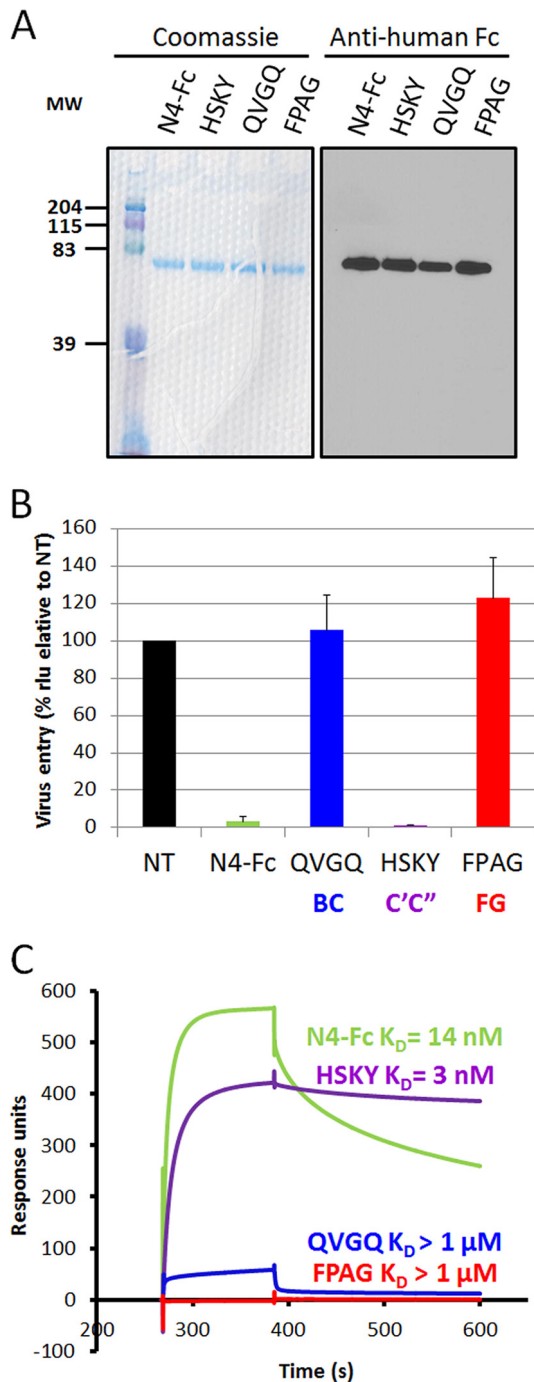 A
Coomassie
Anti-human Fc
MW
N4-Fc
HSKY
QVGQ
FPAG
N4-Fc
HSKY
QVGQ
FPAG
204
115
83
39
B
Virus entry (% rlu elative to NT)
160
140
120
100
80
60
40
20
0
NT
N4-Fc
QVGQ
HSKY
FPAG
BC
C'C"
FG
C
Response units
600
500
400
300
200
100
0
-100
N4-Fc KD= 14 nM
HSKY KD= 3 nM
QVGQ KD > 1 µM
FPAG KD > 1 µM
200
300
400
500
600
Time (s)